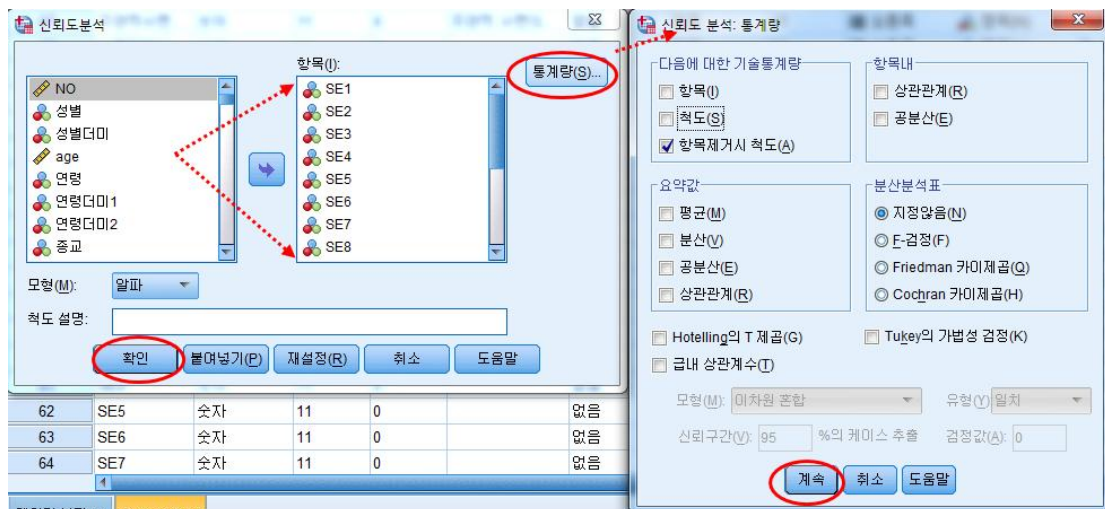 신뢰도분석
항목(I):
NO
성별
성별더미
age
연령
연령더미1
연령더미2
종교
SE1
SE2
SE3
SE4
SE5
SE6
SE7
SE8
통계량(S)...
모형(M):
알파
척도 설명:
확인
붙여넣기(P)
재설정(R)
취소
도움말
62 SE5 숫자 11 0 없음
63 SE6 숫자 11 0 없음
64 SE7 숫자 11 0 없음
신뢰도 분석: 통계량
다음에 대한 기술통계량
항목(I)
척도(S)
항목제거시 척도(A)
항목내
상관관계(R)
공분산(E)
요약값
평균(M)
분산(V)
공분산(E)
상관관계(R)
분산분석표
지정않음(N)
F-검정(F)
Friedman 카이제곱(Q)
Cochran 카이제곱(H)
Hotelling의 T 제곱(G)
Tukey의 가법성 검정(K)
급내 상관계수(T)
모형(M): 이차원 혼합
유형(Y) 일치
신뢰구간(V): 95 %의 케이스 추출
검정값(A): 0
계속
취소
도움말